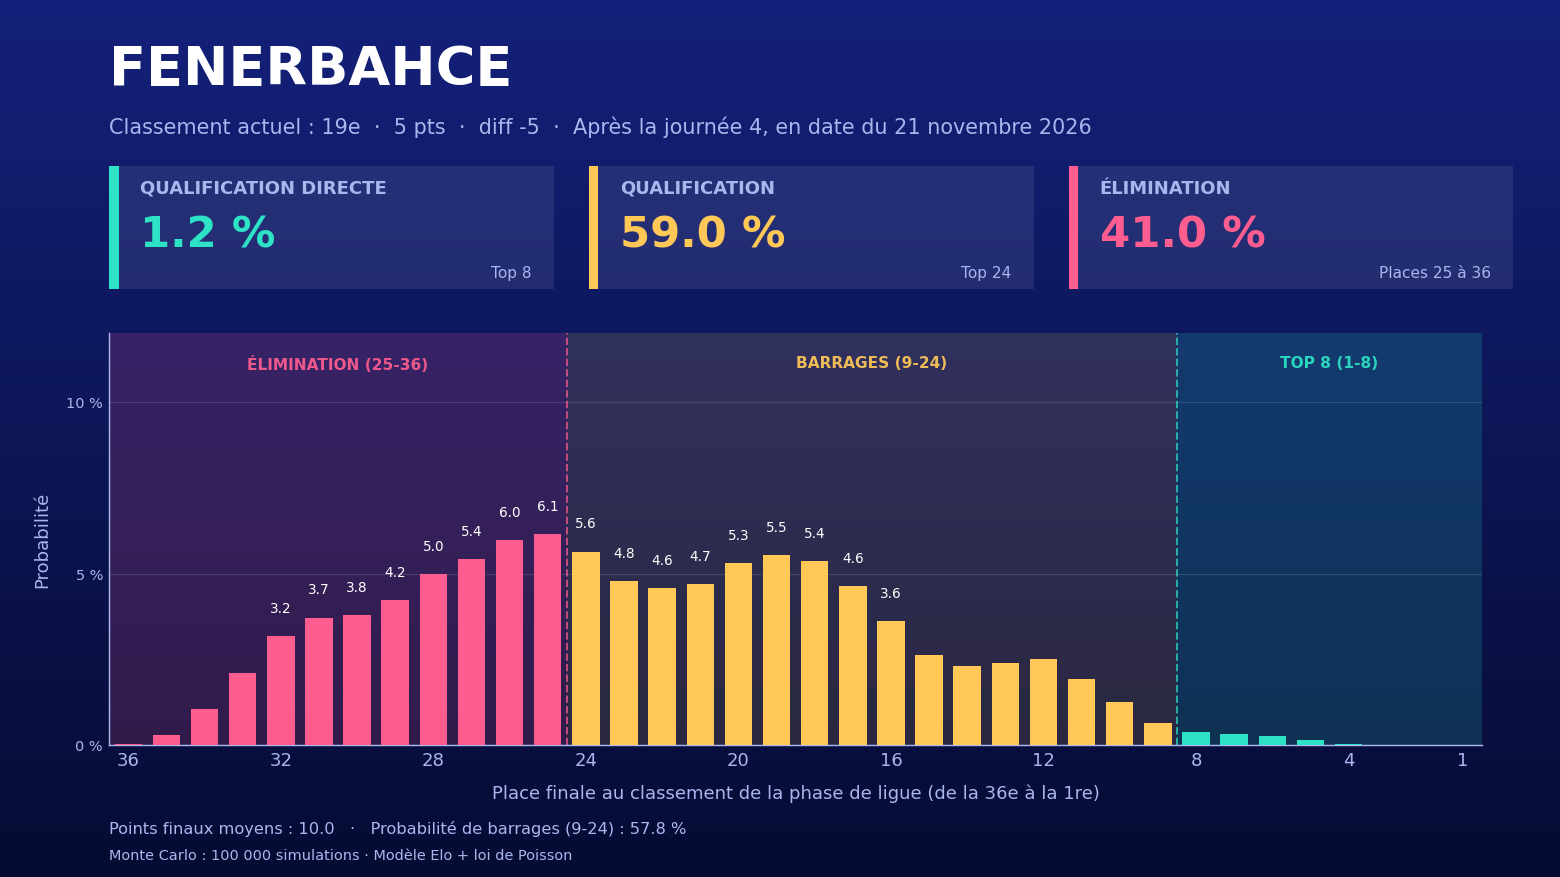 FENERBAHCE
Classement actuel : 19e · 5 pts · diff -5 · Après la journée 4, en date du 21 novembre 2026
QUALIFICATION DIRECTE
1.2 %
Top 8
QUALIFICATION
59.0 %
Top 24
ÉLIMINATION
41.0 %
Places 25 à 36
ÉLIMINATION (25-36)
BARRAGES (9-24)
TOP 8 (1-8)
Probabilité
10 %
5 %
0 %
3.2
3.7
3.8
4.2
5.0
5.4
6.0
6.1
5.6
4.8
4.6
4.7
5.3
5.5
5.4
4.6
3.6
36
32
28
24
20
16
12
8
4
1
Place finale au classement de la phase de ligue (de la 36e à la 1re)
Points finaux moyens : 10.0 · Probabilité de barrages (9-24) : 57.8 %
Monte Carlo : 100 000 simulations · Modèle Elo + loi de Poisson